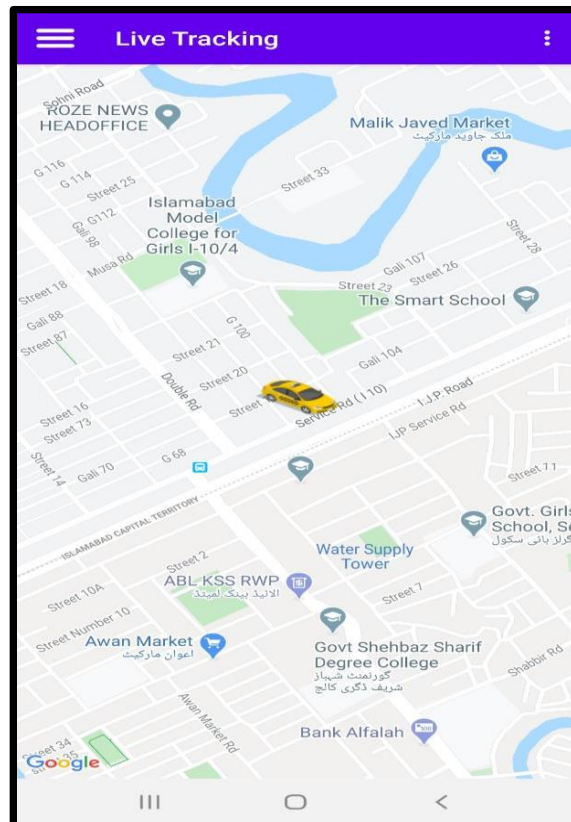 Live Tracking
Sohni Road
ROZE NEWS
HEADOFFICE
Malik Javed Market
ملک جاوید مارکیٹ
G 116
G 114
Street 25
Street 33
G112
Gali 98
Islamabad
Model
College for
Girls I-10/4
Musa Rd
Street 28
Gali 107
Street 26
Street 23
Street 18
The Smart School
Gali 88
Street 87
G 100
Street 21
Gali 104
Street 20
Double Rd
Service Rd (I 10)
I.J.P. Road
IJP Service Rd
Street 16
Street 73
G 68
Street 14
Gali 70
Street 11
ISLAMABAD CAPITAL TERRITORY
Govt. Girls
School, Se
گرلز ہائی سکول
Water Supply
Tower
Street 2
ABL KSS RWP
الائیڈ بینک لمیٹڈ
Street 10A
Street 7
Street Number 10
Awan Market
اعوان مارکیٹ
Govt Shehbaz Sharif
Degree College
گورنمنٹ شہباز
شریف ڈگری کالج
Shabbir Rd
Awan Market Rd
Bank Alfalah
Street 34
Google